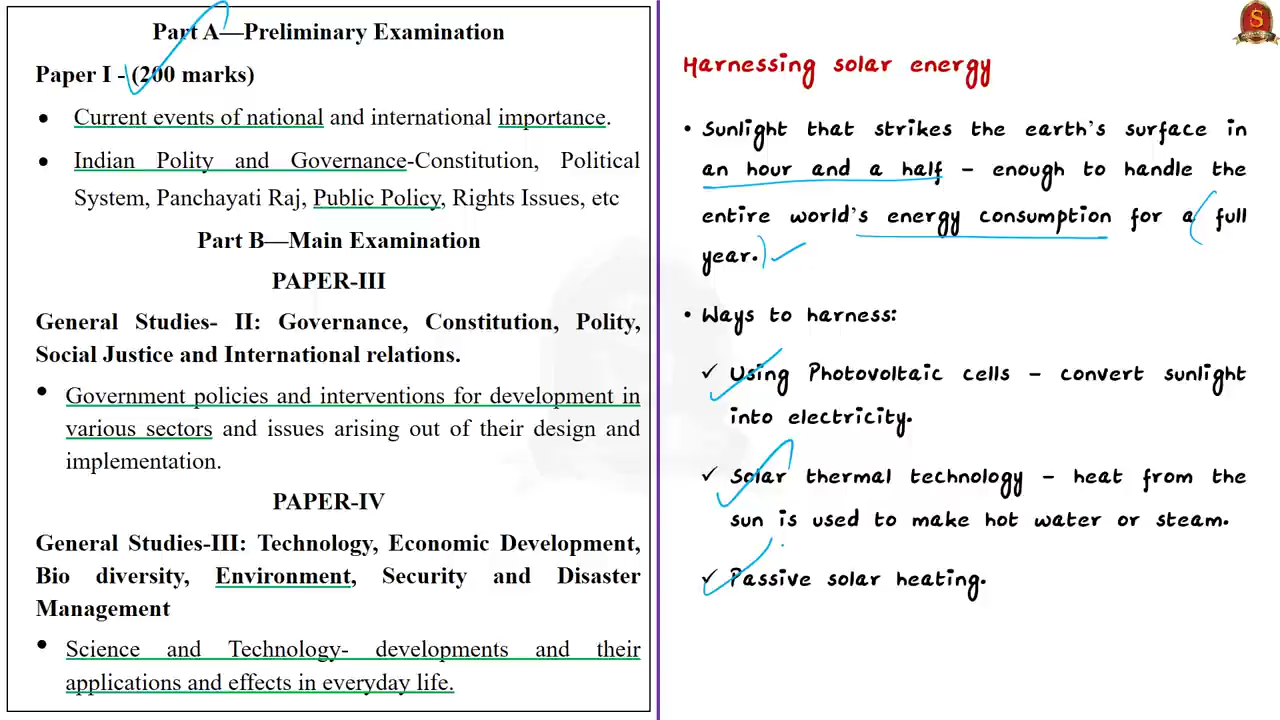 Part A—Preliminary Examination
Paper I - (200 marks)
• Current events of national and international importance.
• Indian Polity and Governance-Constitution, Political
System, Panchayati Raj, Public Policy, Rights Issues, etc
Part B—Main Examination
PAPER-III
General Studies- II: Governance, Constitution, Polity,
Social Justice and International relations.
• Government policies and interventions for development in
various sectors and issues arising out of their design and
implementation.
PAPER-IV
General Studies-III: Technology, Economic Development,
Bio diversity, Environment, Security and Disaster
Management
• Science and Technology- developments and their
applications and effects in everyday life.
Harnessing solar energy
• Sunlight that strikes the earth's surface in
an hour and a half – enough to handle the
entire world's energy consumption for a full
year.
• Ways to harness:
✓ Using Photovoltaic cells – convert sunlight
into electricity.
✓ Solar thermal technology – heat from the
sun is used to make hot water or steam.
✓ Passive solar heating.
S